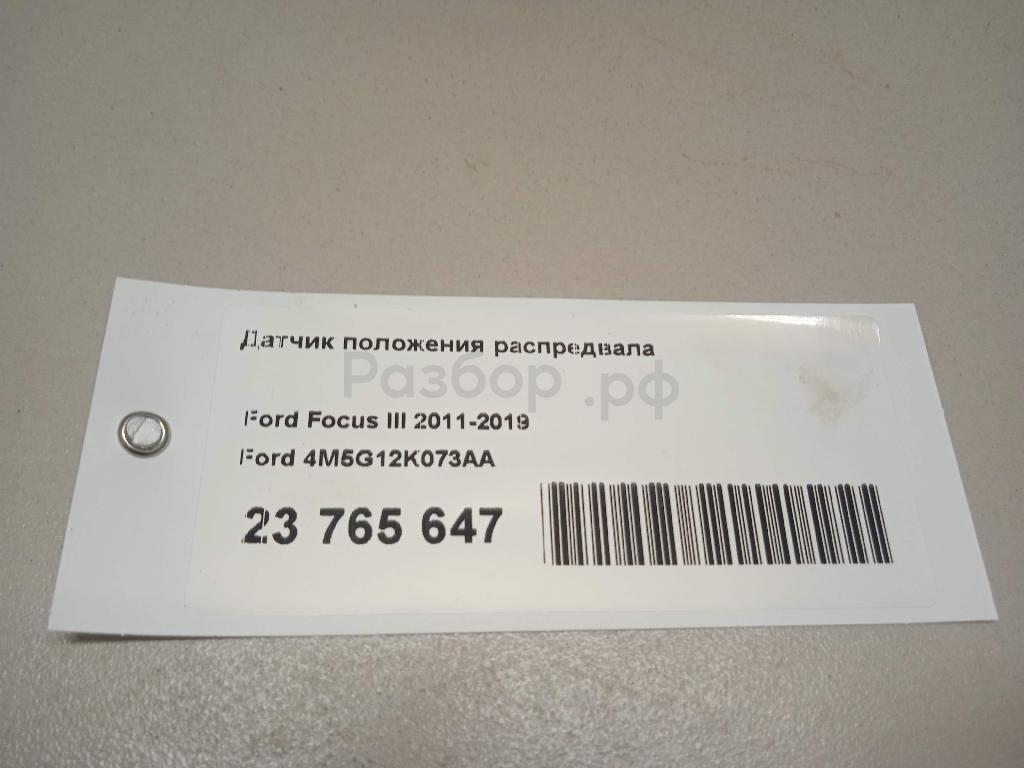 Датчик положения распредвала
Разбор.рф
Ford Focus III 2011-2019
Ford 4M5G12K073AA
23 765 647